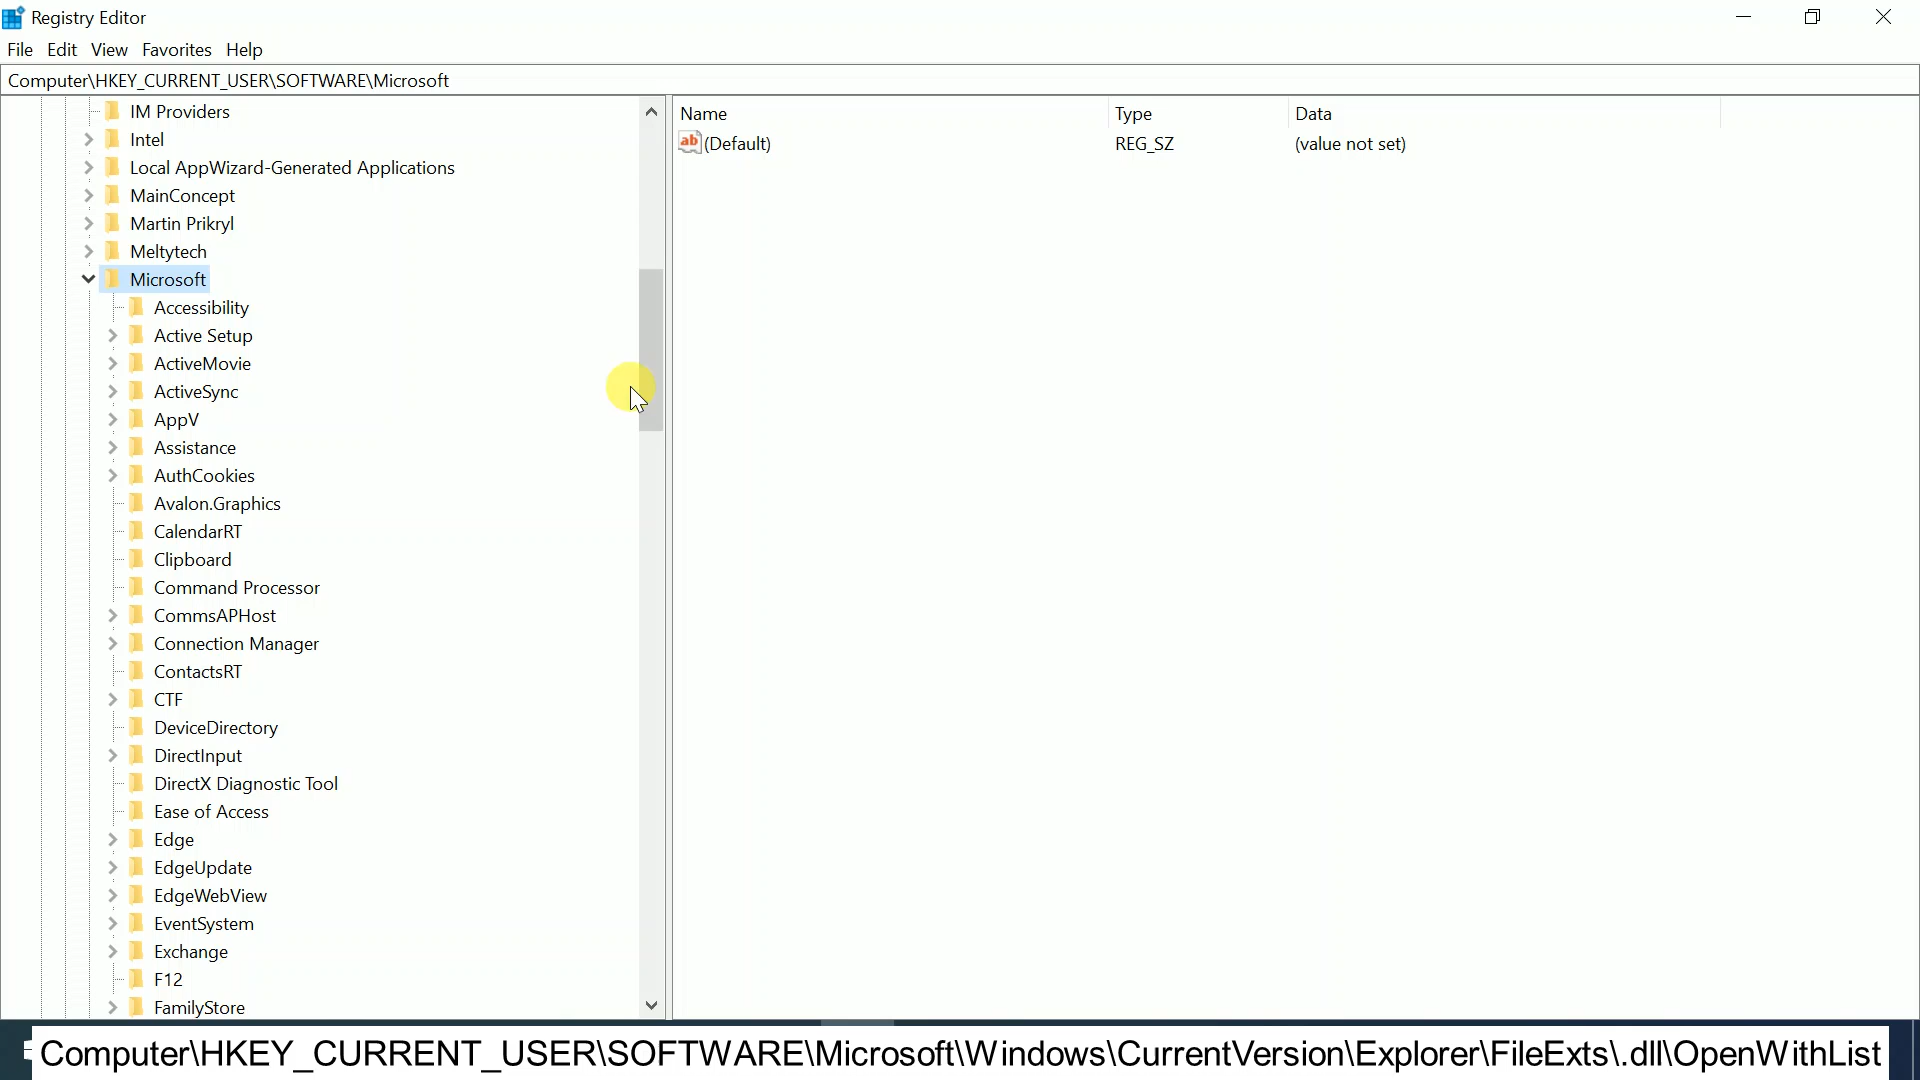 Registry Editor
File Edit View Favorites Help
Computer\HKEY_CURRENT_USER\SOFTWARE\Microsoft
IM Providers
Intel
Local AppWizard-Generated Applications
MainConcept
Martin Prikryl
Meltytech
Microsoft
Accessibility
Active Setup
ActiveMovie
ActiveSync
AppV
Assistance
AuthCookies
Avalon.Graphics
CalendarRT
Clipboard
Command Processor
CommsAPHost
Connection Manager
ContactsRT
CTF
DeviceDirectory
DirectInput
DirectX Diagnostic Tool
Ease of Access
Edge
EdgeUpdate
EdgeWebView
EventSystem
Exchange
F12
FamilyStore
Name Type Data
ab (Default) REG_SZ (value not set)
Computer\HKEY_CURRENT_USER\SOFTWARE\Microsoft\Windows\CurrentVersion\Explorer\FileExts\.dll\OpenWithList